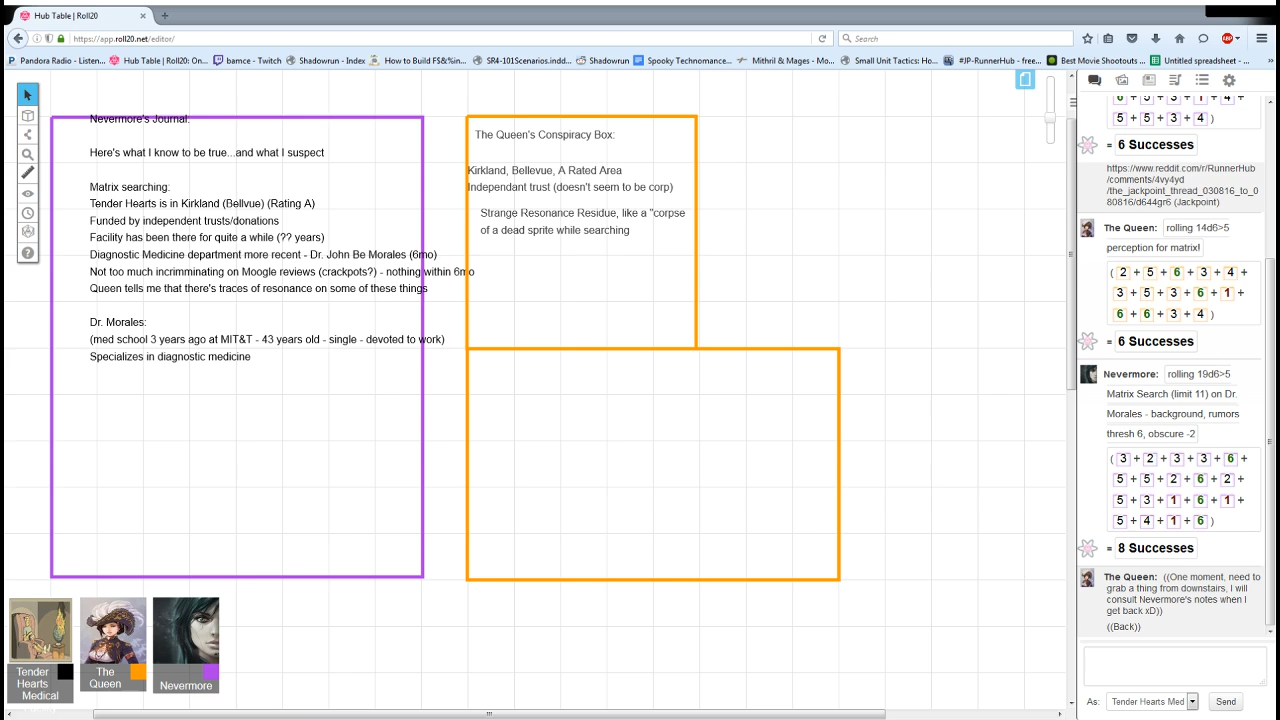 Hub Table | Roll20
https://app.roll20.net/editor/
Search
Pandora Radio - Listen...
Hub Table | Roll20: On...
bamce - Twitch
Shadowrun - Index
How to Build FS&%in...
SR4-101Scenarios.indd...
Shadowrun
Spooky Technomance...
Mithril & Mages - Mo...
Small Unit Tactics: Ho...
#JP-RunnerHub - free...
Best Movie Shootouts ...
Untitled spreadsheet - ...
Nevermore's Journal:
Here's what I know to be true...and what I suspect
Matrix searching:
Tender Hearts is in Kirkland (Bellvue) (Rating A)
Funded by independent trusts/donations
Facility has been there for quite a while (?? years)
Diagnostic Medicine department more recent - Dr. John Be Morales (6mo)
Not too much incrimminating on Moogle reviews (crackpots?) - nothing within 6mo
Queen tells me that there's traces of resonance on some of these things
Dr. Morales:
(med school 3 years ago at MIT&T - 43 years old - single - devoted to work)
Specializes in diagnostic medicine
The Queen's Conspiracy Box:
Kirkland, Bellevue, A Rated Area
Independant trust (doesn't seem to be corp)
Strange Resonance Residue, like a "corpse
of a dead sprite while searching
Tender
Hearts
Medical
The
Queen
Nevermore
6 + 5 + 3 + 1 + 4 +
5 + 5 + 3 + 4 )
= 6 Successes
https://www.reddit.com/r/RunnerHub
/comments/4vy4yd
/the_jackpoint_thread_030816_to_0
80816/d644gr6 (Jackpoint)
The Queen: rolling 14d6>5
perception for matrix!
( 2 + 5 + 6 + 3 + 4 +
3 + 5 + 3 + 6 + 1 +
6 + 6 + 3 + 4 )
= 6 Successes
Nevermore: rolling 19d6>5
Matrix Search (limit 11) on Dr.
Morales - background, rumors
thresh 6, obscure -2
( 3 + 2 + 3 + 3 + 6 +
5 + 5 + 2 + 6 + 2 +
5 + 3 + 1 + 6 + 1 +
5 + 4 + 1 + 6 )
= 8 Successes
The Queen: ((One moment, need to
grab a thing from downstairs, I will
consult Nevermore's notes when I
get back xD))
((Back))
As: Tender Hearts Med Send